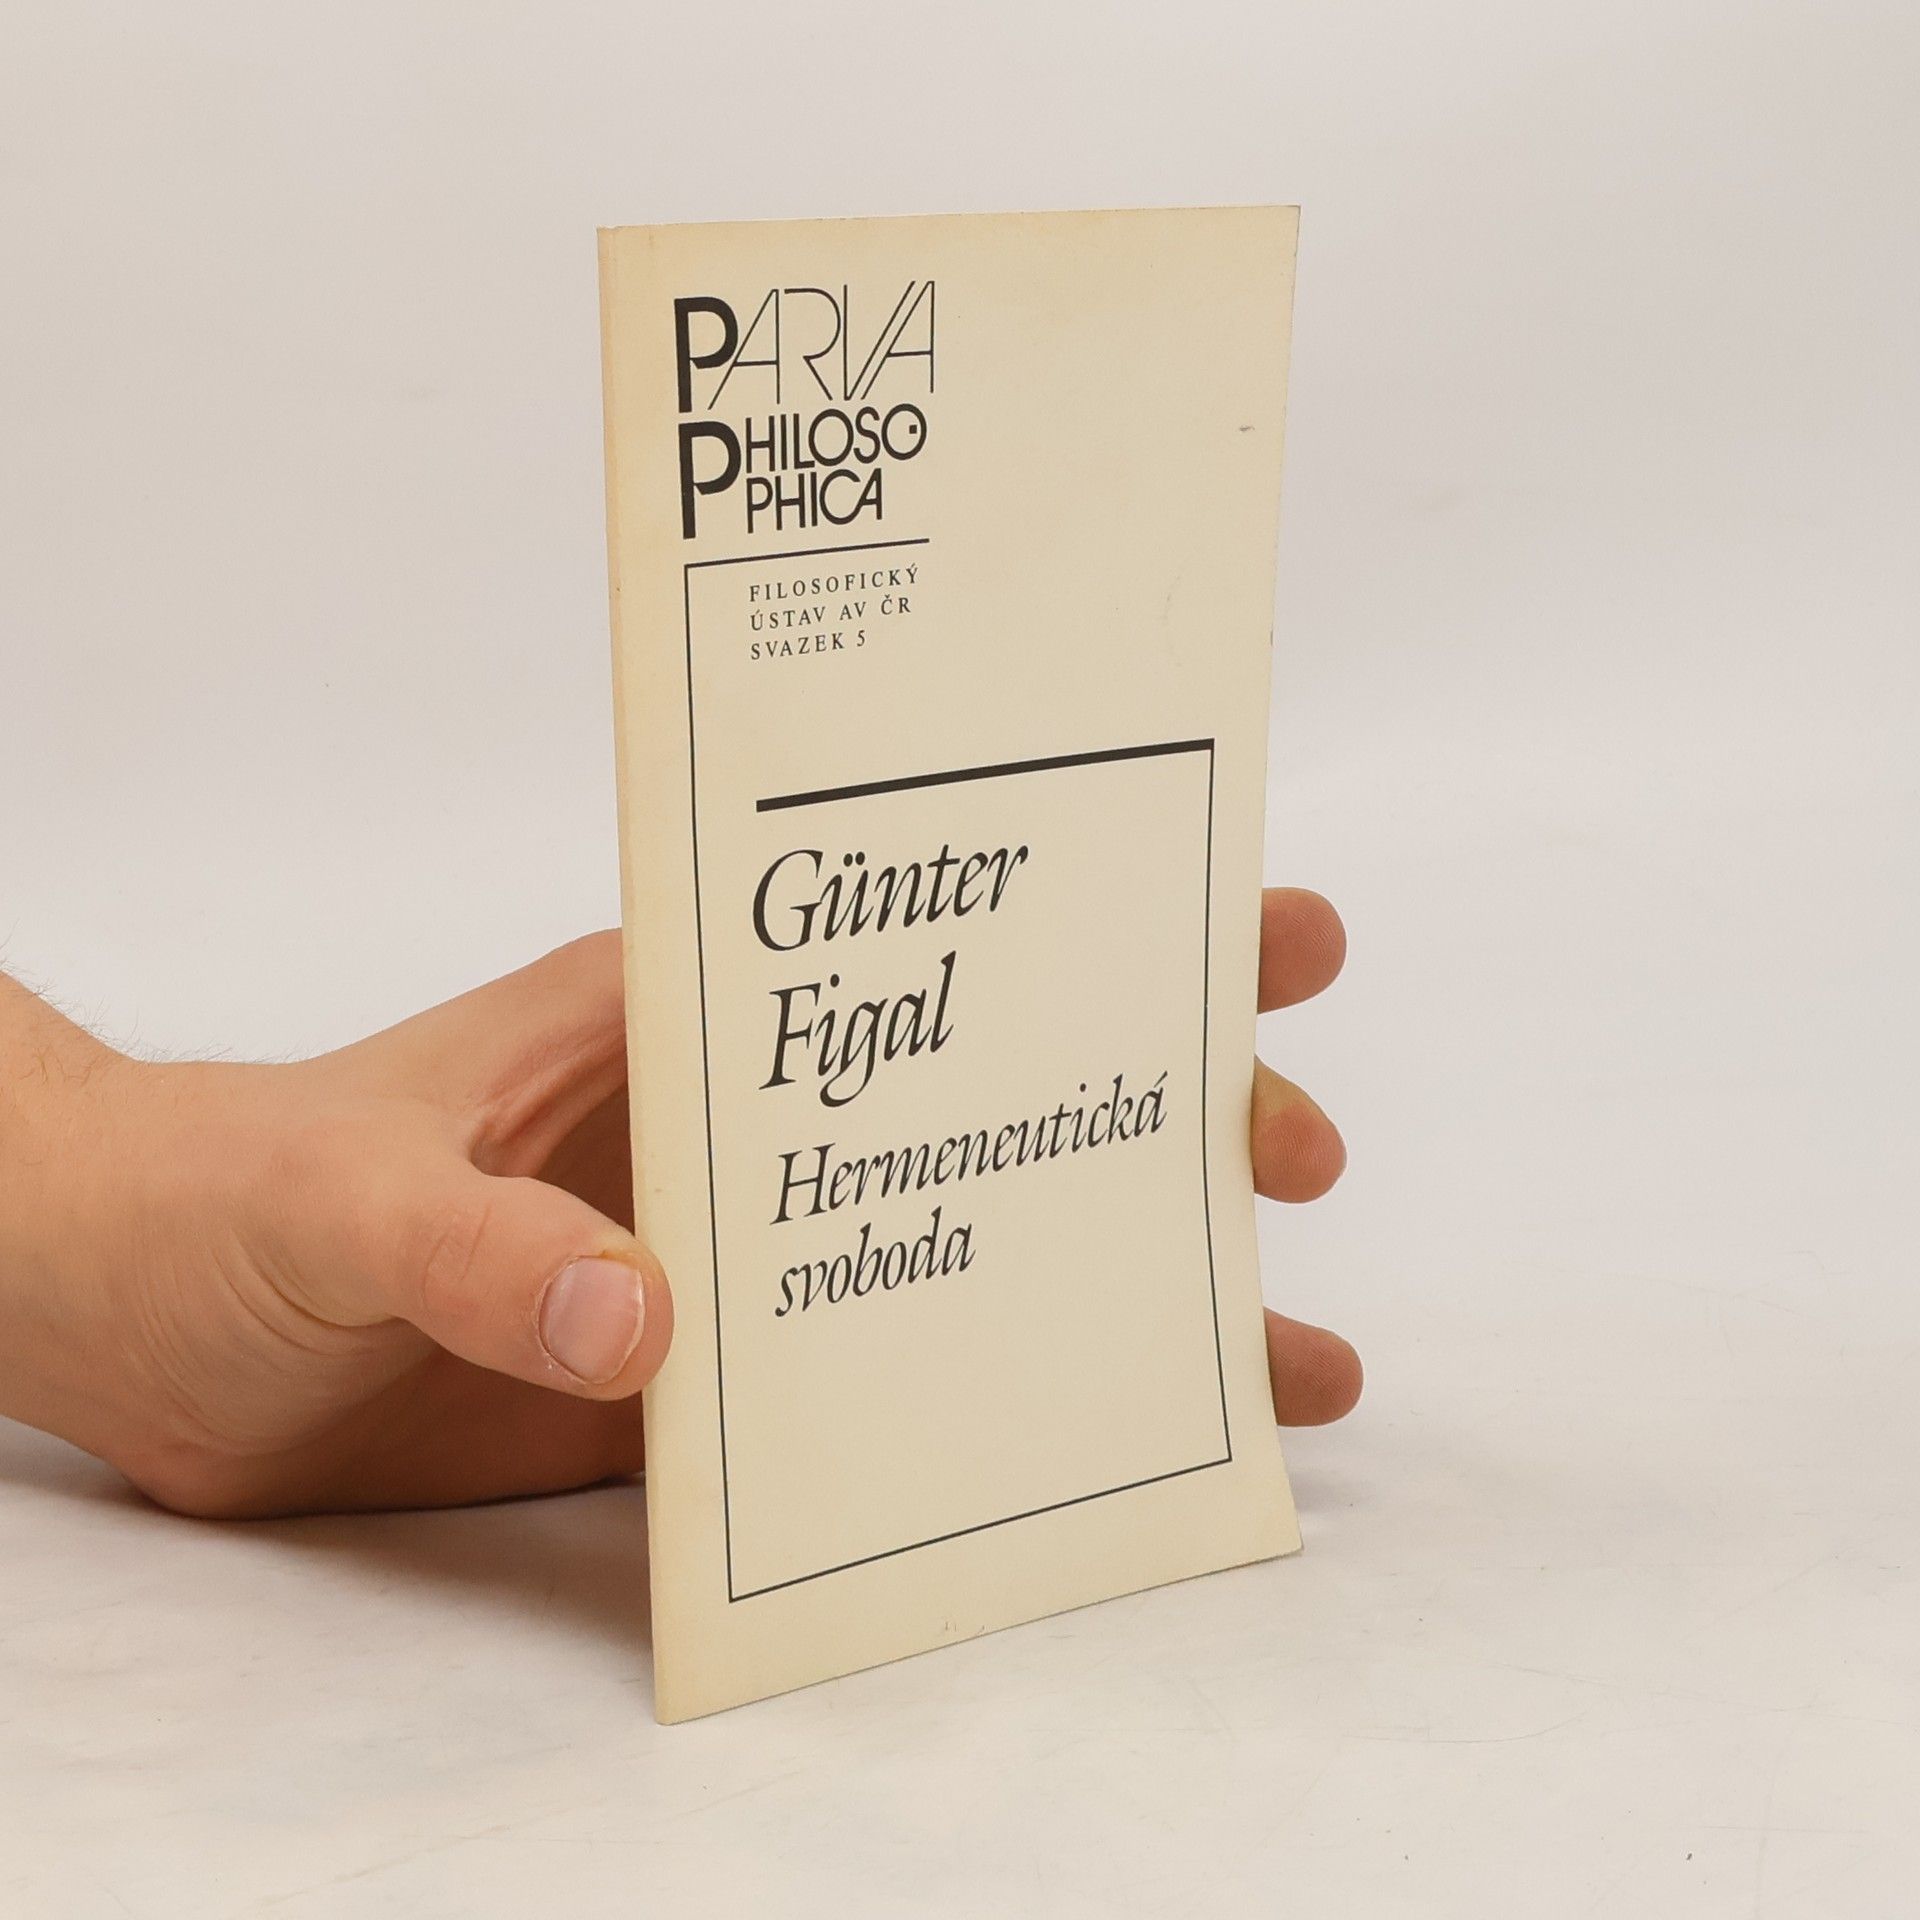 PARVA
PHILOSO
PHICA
FILOSOFICKÝ
ÚSTAV AV ČR
SVAZEK 5
Günter
Figal
Hermeneutická
svoboda